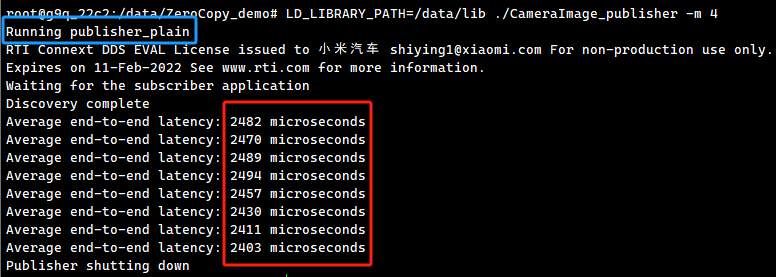 root@g9q_22c2:/data/ZeroCopy_demo# LD_LIBRARY_PATH=/data/lib ./CameraImage_publisher -m 4
Running publisher_plain
RTI Connext DDS EVAL License issued to 小米汽车 shiying1@xiaomi.com For non-production use only.
Expires on 11-Feb-2022 See www.rti.com for more information.
Waiting for the subscriber application
Discovery complete
Average end-to-end latency: 2482 microseconds
Average end-to-end latency: 2470 microseconds
Average end-to-end latency: 2489 microseconds
Average end-to-end latency: 2494 microseconds
Average end-to-end latency: 2457 microseconds
Average end-to-end latency: 2430 microseconds
Average end-to-end latency: 2411 microseconds
Average end-to-end latency: 2403 microseconds
Publisher shutting down